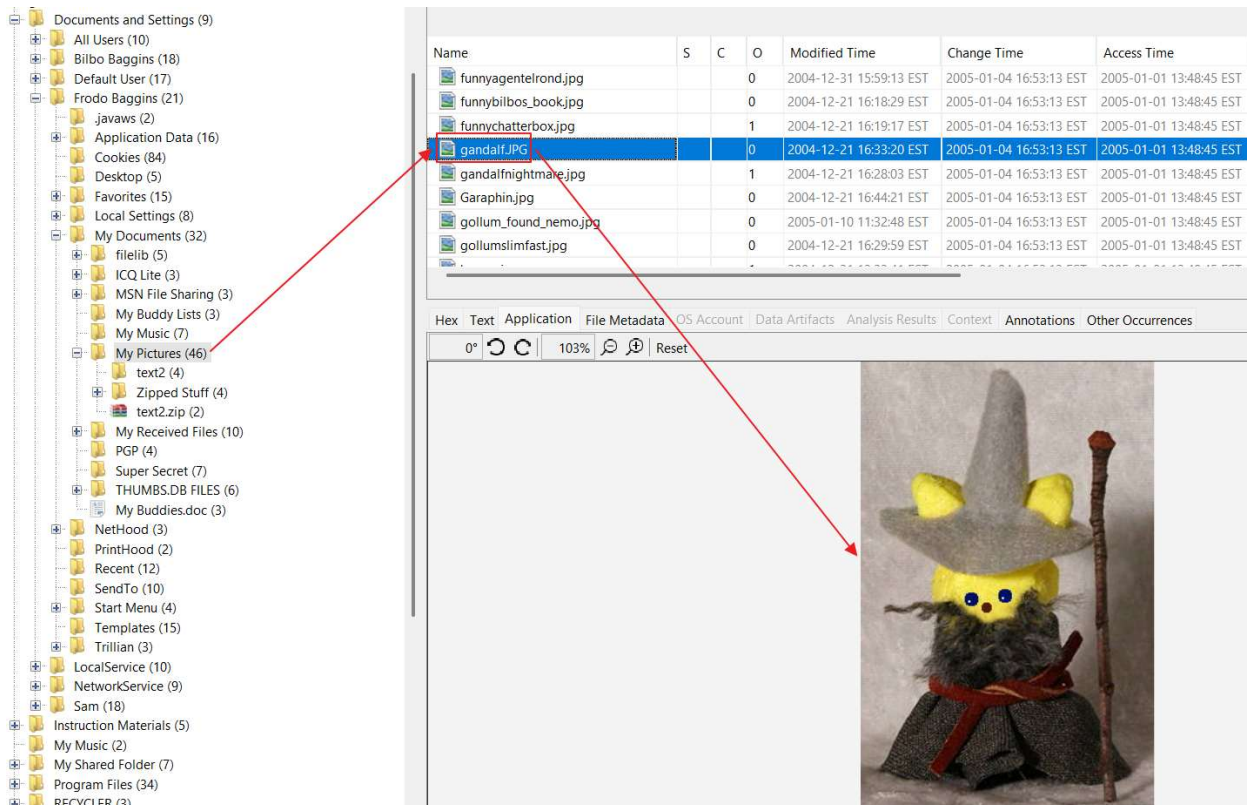 Documents and Settings (9)
All Users (10)
Bilbo Baggins (18)
Default User (17)
Frodo Baggins (21)
.javaws (2)
Application Data (16)
Cookies (84)
Desktop (5)
Favorites (15)
Local Settings (8)
My Documents (32)
filelib (5)
ICQ Lite (3)
MSN File Sharing (3)
My Buddy Lists (3)
My Music (7)
My Pictures (46)
text2 (4)
Zipped Stuff (4)
text2.zip (2)
My Received Files (10)
PGP (4)
Super Secret (7)
THUMBS.DB FILES (6)
My Buddies.doc (3)
NetHood (3)
PrintHood (2)
Recent (12)
SendTo (10)
Start Menu (4)
Templates (15)
Trillian (3)
LocalService (10)
NetworkService (9)
Sam (18)
Instruction Materials (5)
My Music (2)
My Shared Folder (7)
Program Files (34)
RECYCLER (3)
Name S C O Modified Time Change Time Access Time
funnyagentelrond.jpg 0 2004-12-31 15:59:13 EST 2005-01-04 16:53:13 EST 2005-01-01 13:48:45 EST
funnybilbos_book.jpg 0 2004-12-21 16:18:29 EST 2005-01-04 16:53:13 EST 2005-01-01 13:48:45 EST
funnychatterbox.jpg 1 2004-12-21 16:19:17 EST 2005-01-04 16:53:13 EST 2005-01-01 13:48:45 EST
gandalf.JPG 0 2004-12-21 16:33:20 EST 2005-01-04 16:53:13 EST 2005-01-01 13:48:45 EST
gandalfnightmare.jpg 1 2004-12-21 16:28:03 EST 2005-01-04 16:53:13 EST 2005-01-01 13:48:45 EST
Garaphin.jpg 0 2004-12-21 16:44:21 EST 2005-01-04 16:53:13 EST 2005-01-01 13:48:45 EST
gollum_found_nemo.jpg 0 2005-01-10 11:32:48 EST 2005-01-04 16:53:13 EST 2005-01-01 13:48:45 EST
gollumslimfast.jpg 0 2004-12-21 16:29:59 EST 2005-01-04 16:53:13 EST 2005-01-01 13:48:45 EST
Hex Text Application File Metadata OS Account Data Artifacts Analysis Results Context Annotations Other Occurrences
0° 103% Reset